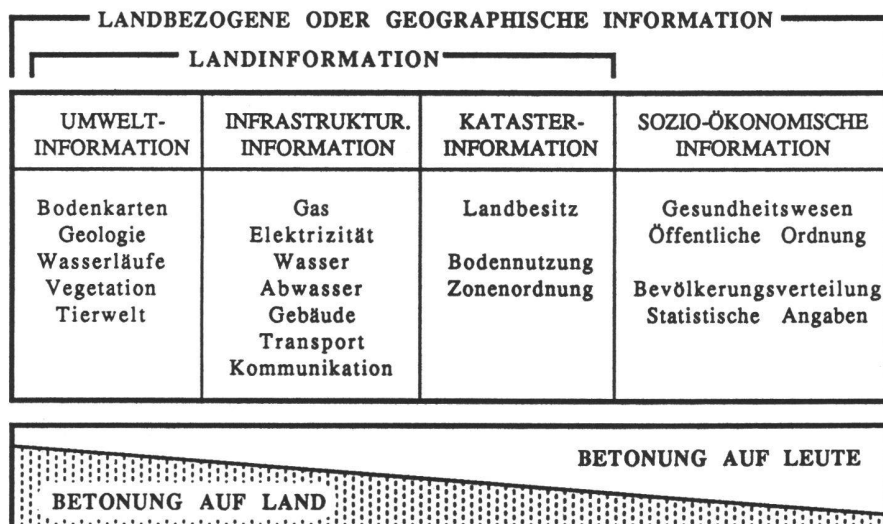 LANDBEZOGENE ODER GEOGRAPHISCHE INFORMATION
LANDINFORMATION
UMWELT-
INFORMATION
INFRASTRUKTUR.
INFORMATION
KATASTER-
INFORMATION
SOZIO-ÖKONOMISCHE
INFORMATION
Bodenkarten
Geologie
Wasserläufe
Vegetation
Tierwelt
Gas
Elektrizität
Wasser
Abwasser
Gebäude
Transport
Kommunikation
Landbesitz
Bodennutzung
Zonenordnung
Gesundheitswesen
Öffentliche Ordnung
Bevölkerungsverteilung
Statistische Angaben
BETONUNG AUF LEUTE
BETONUNG AUF LAND